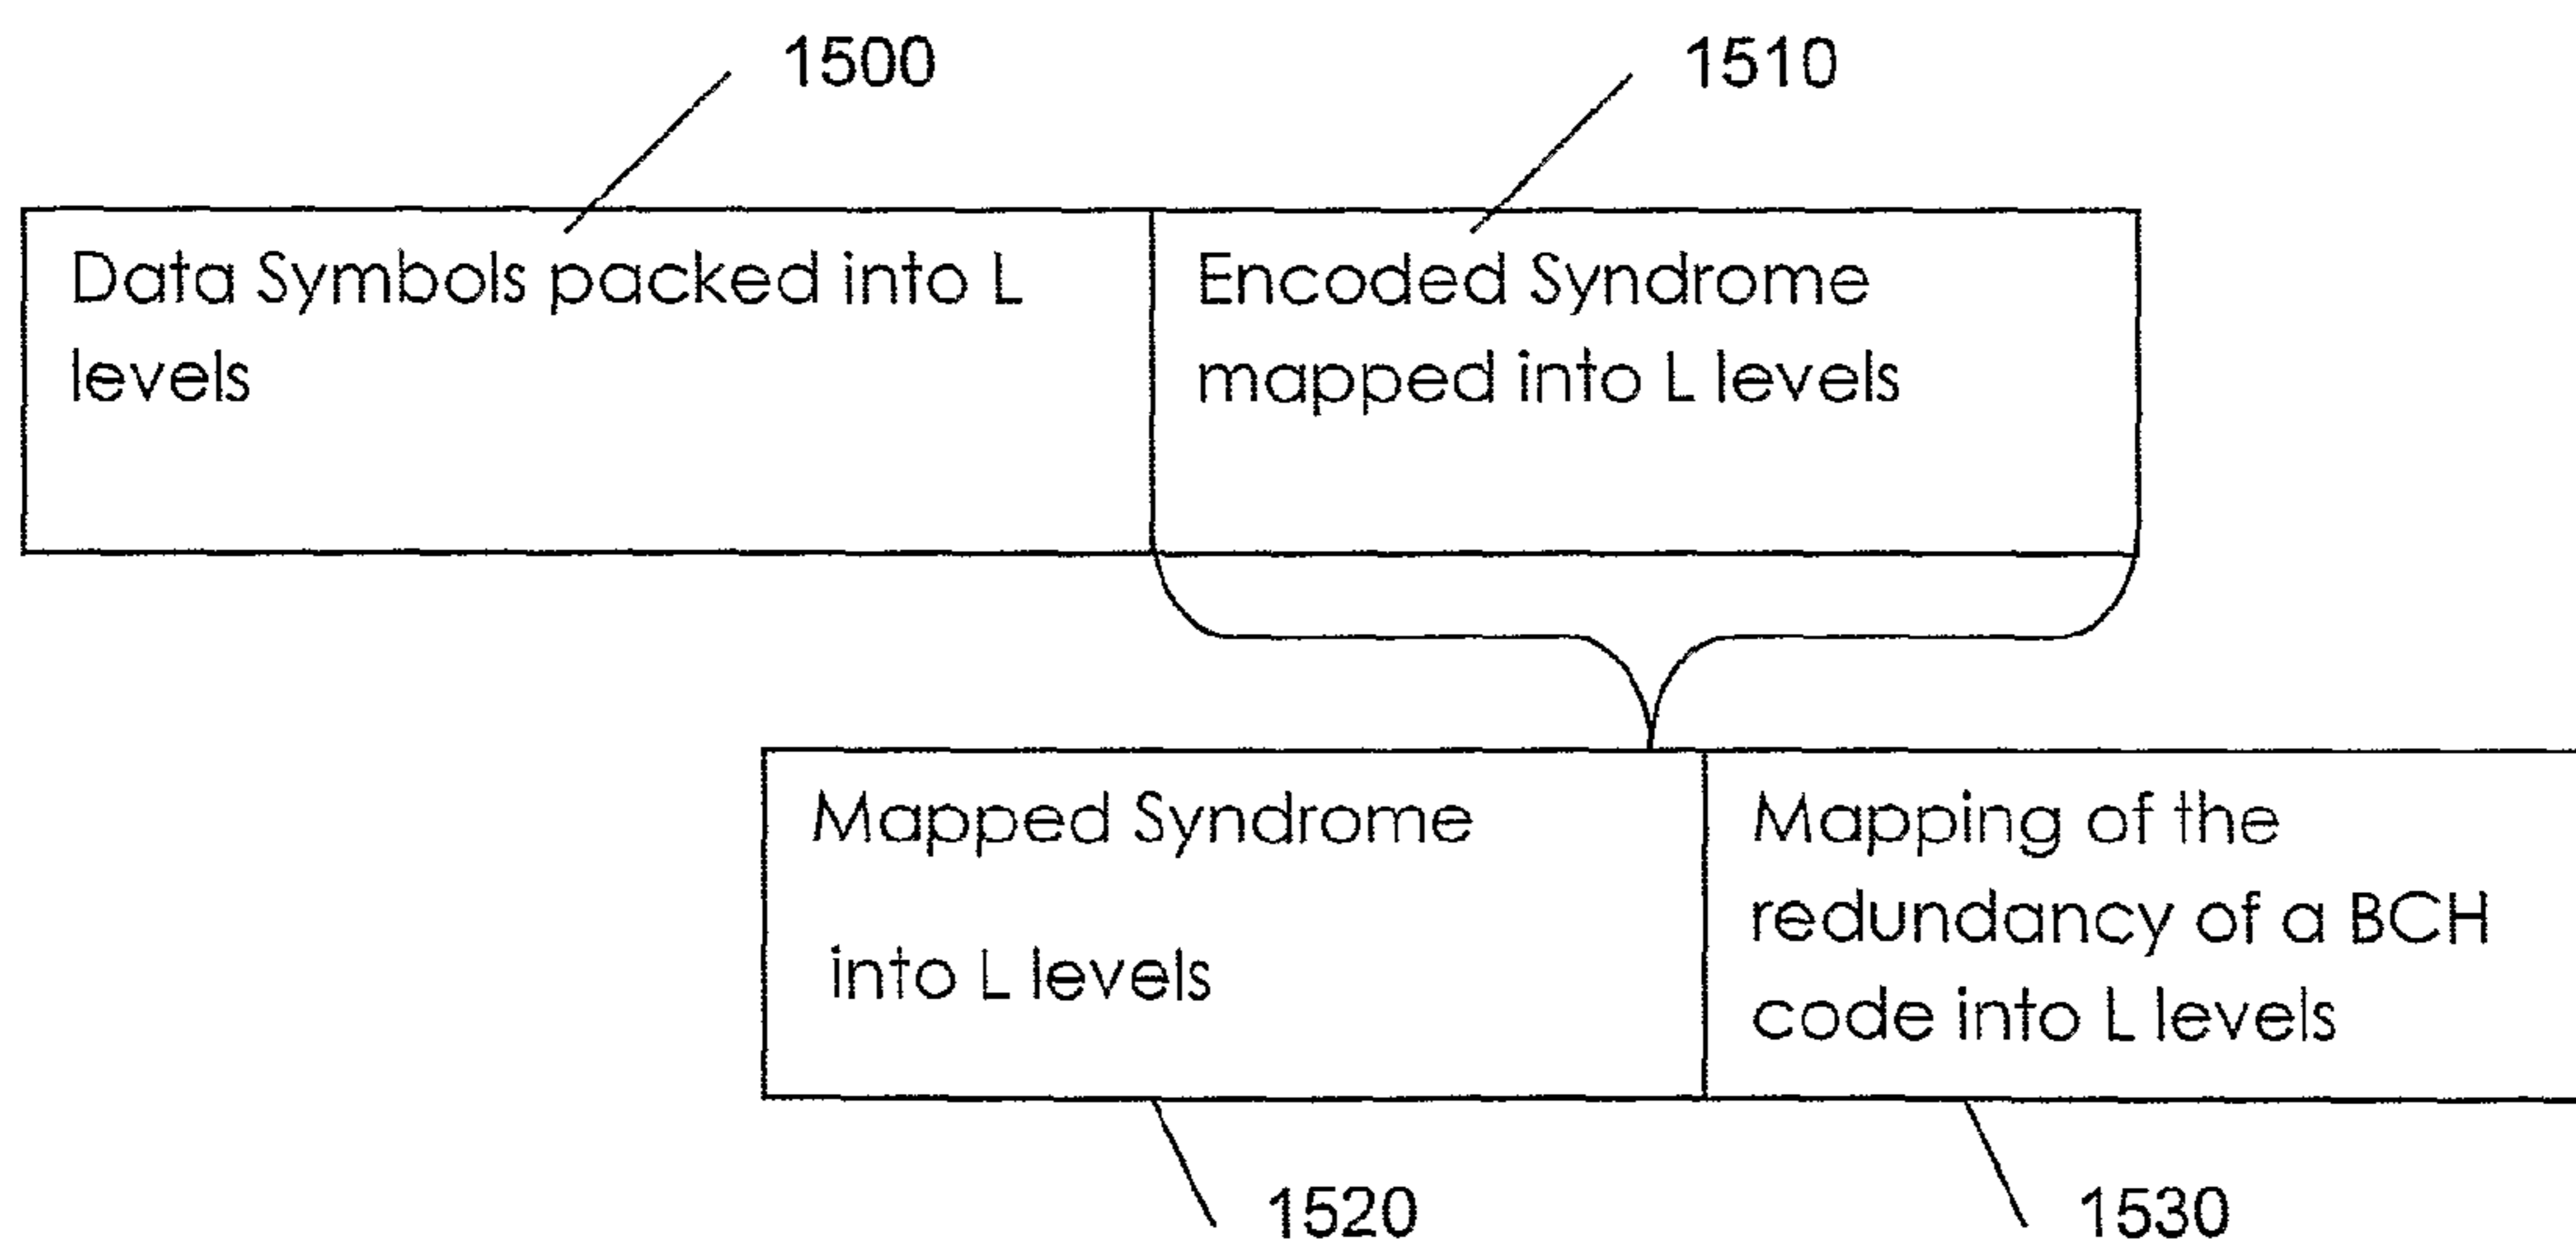 1500
1510
Data Symbols packed into L
levels
Encoded Syndrome
mapped into L levels
Mapped Syndrome
into L levels
Mapping of the
redundancy of a BCH
code into L levels
1520
1530